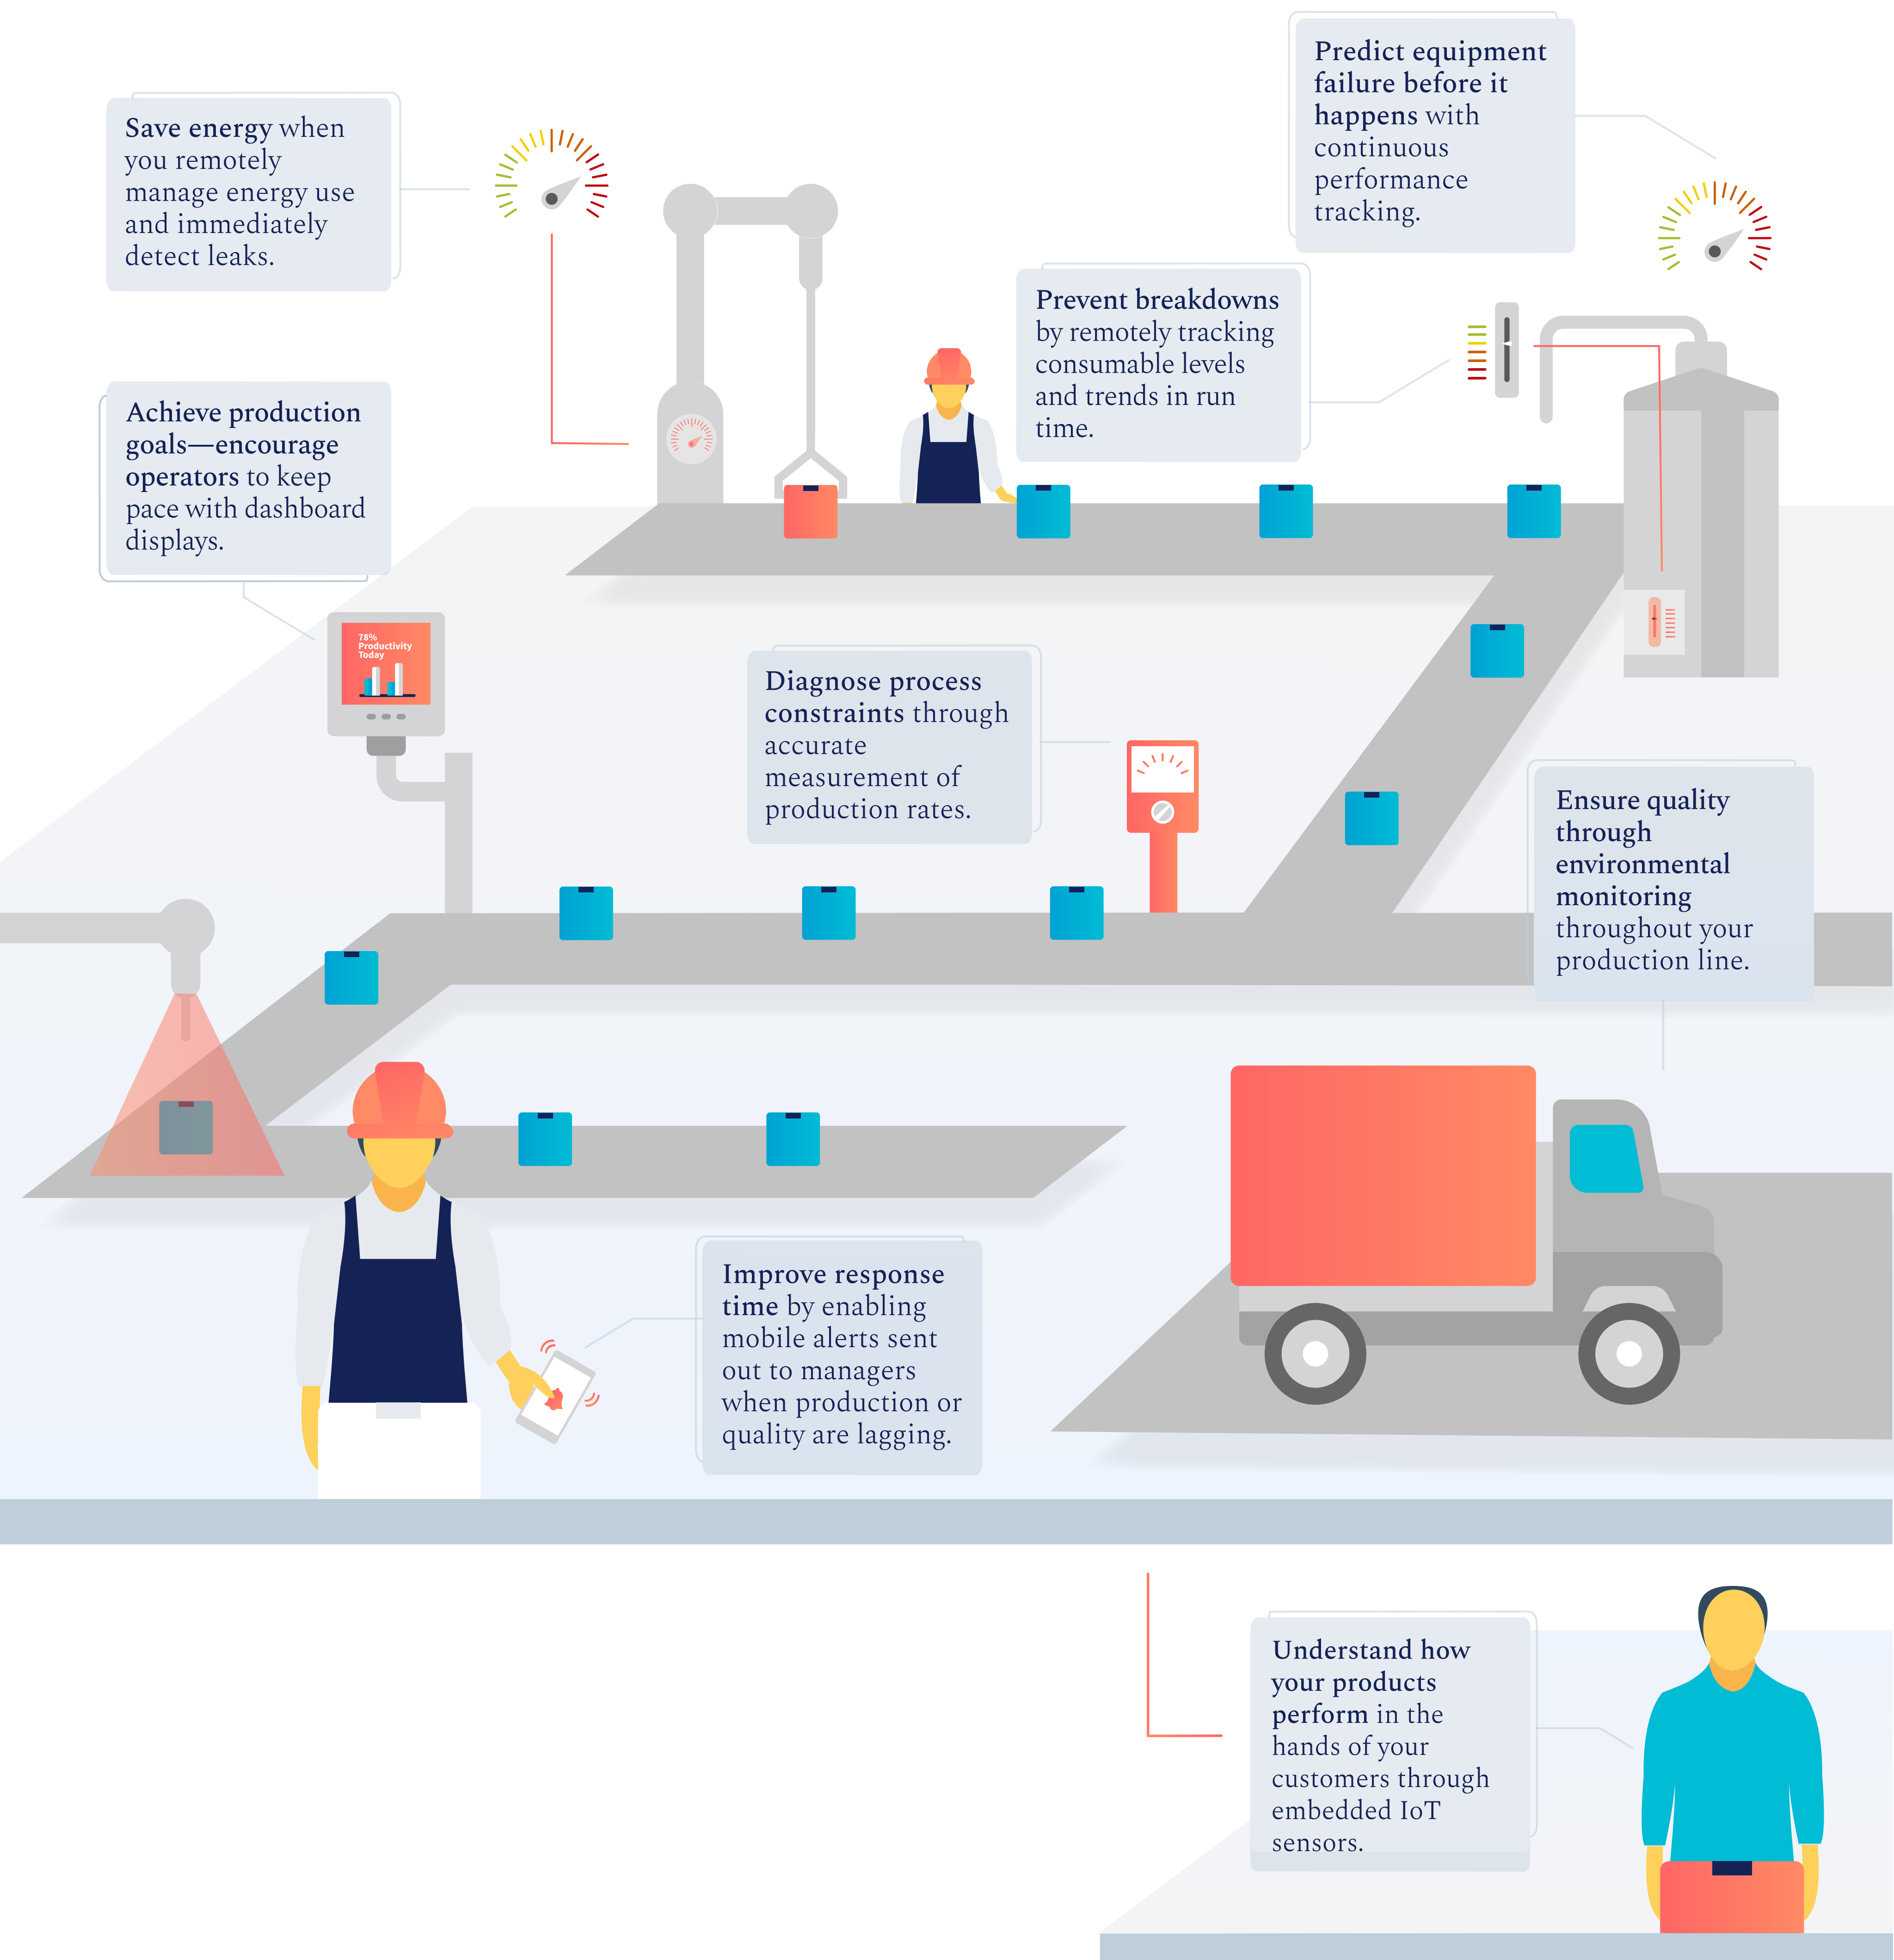 Predict equipment
failure before it
happens with
continuous
performance
tracking.
Save energy when
you remotely
manage energy use
and immediately
detect leaks.
Prevent breakdowns
by remotely tracking
consumable levels
and trends in run
time.
Achieve production
goals—encourage
operators to keep
pace with dashboard
displays.
78%
Productivity
Today
Diagnose process
constraints through
accurate
measurement of
production rates.
Ensure quality
through
environmental
monitoring
throughout your
production line.
Improve response
time by enabling
mobile alerts sent
out to managers
when production or
quality are lagging.
Understand how
your products
perform in the
hands of your
customers through
embedded IoT
sensors.